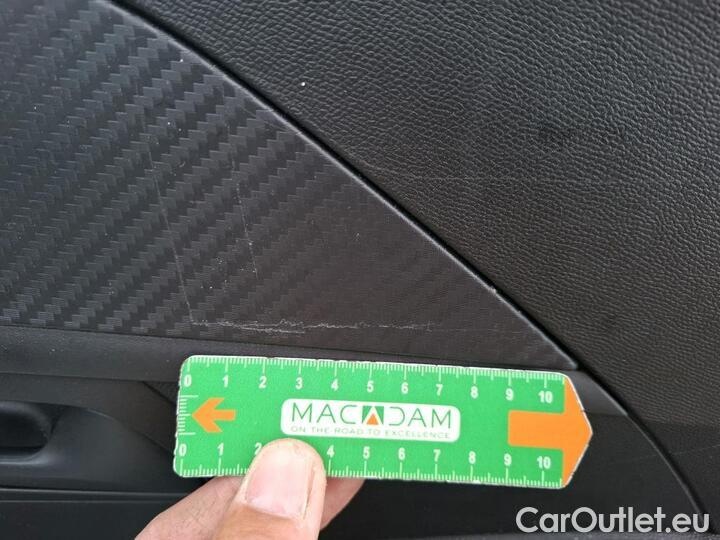 0 1 2 3 4 5 6 7 8 9 10
MACADAM
ON THE ROAD TO EXCELLENCE
0 1 2 4 5 6 7 8 9 10
CarOutlet.eu